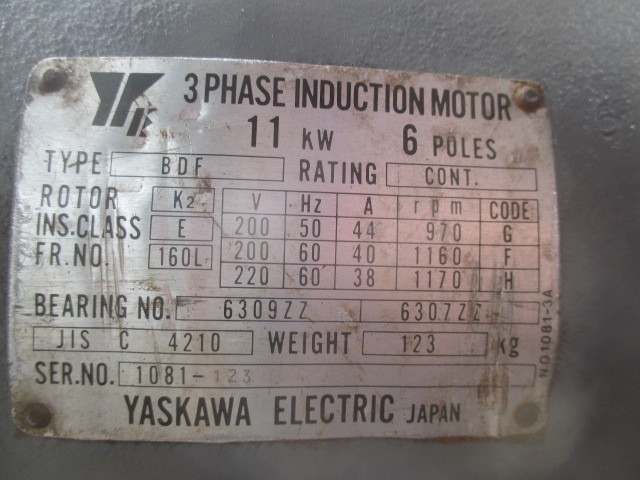 3 PHASE INDUCTION MOTOR
11 KW 6 POLES
TYPE BDF RATING CONT.
ROTOR K2 V Hz A rpm CODE
INS.CLASS E 200 50 44 970 G
FR.NO. 160L 200 60 40 1160 F
220 60 38 1170 H
BEARING NO. 6309ZZ 6307ZZ
JIS C 4210 WEIGHT 123 kg
SER.NO. 1081-123
YASKAWA ELECTRIC JAPAN
N01081-3A